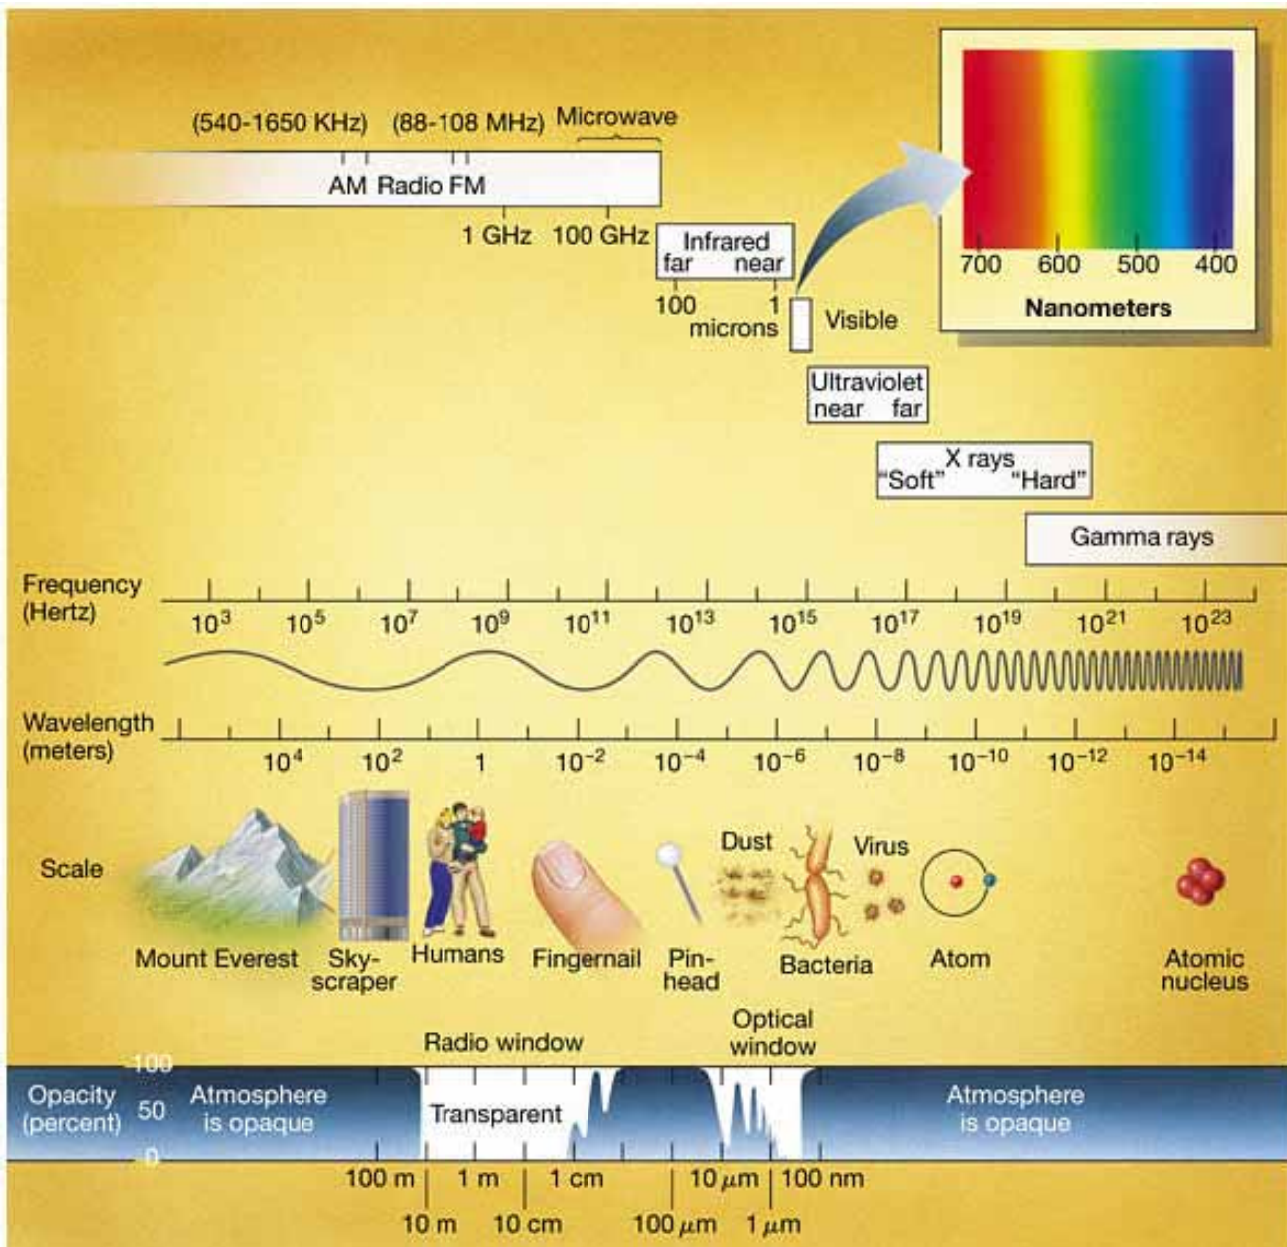 (540-1650 KHz) (88-108 MHz) Microwave
AM Radio FM
1 GHz 100 GHz
Infrared
far near
100 1
microns
Visible
700 600 500 400
Nanometers
Ultraviolet
near far
X rays
“Soft” “Hard”
Gamma rays
Frequency
(Hertz)
10³ 10⁵ 10⁷ 10⁹ 10¹¹ 10¹³ 10¹⁵ 10¹⁷ 10¹⁹ 10²¹ 10²³
Wavelength
(meters)
10⁴ 10² 1 10⁻² 10⁻⁴ 10⁻⁶ 10⁻⁸ 10⁻¹⁰ 10⁻¹² 10⁻¹⁴
Scale
Mount Everest
Sky-
scraper
Humans
Fingernail
Pin-
head
Dust
Bacteria
Virus
Atom
Atomic
nucleus
Radio window
Optical
window
Opacity
(percent)
100
50
0
Atmosphere
is opaque
Transparent
Atmosphere
is opaque
100 m 1 m 1 cm 10 µm 100 nm
10 m 10 cm 100 µm 1 µm